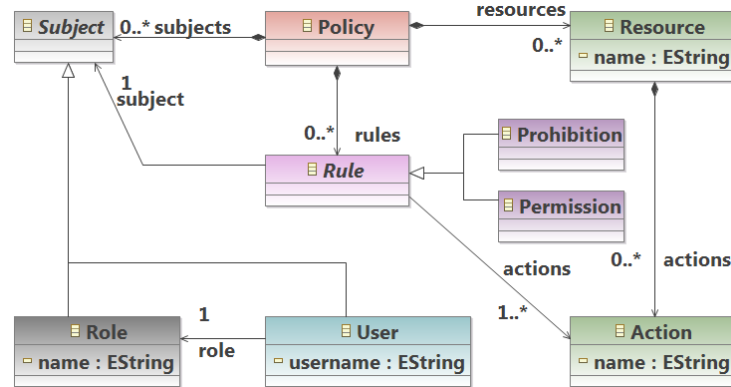 resources
Subject
0..* subjects
Policy
Resource
0..*
name : EString
1
subject
0..* rules
Prohibition
Rule
Permission
actions
0..* actions
1
1..*
Role
User
Action
name : EString
role
username : EString
name : EString